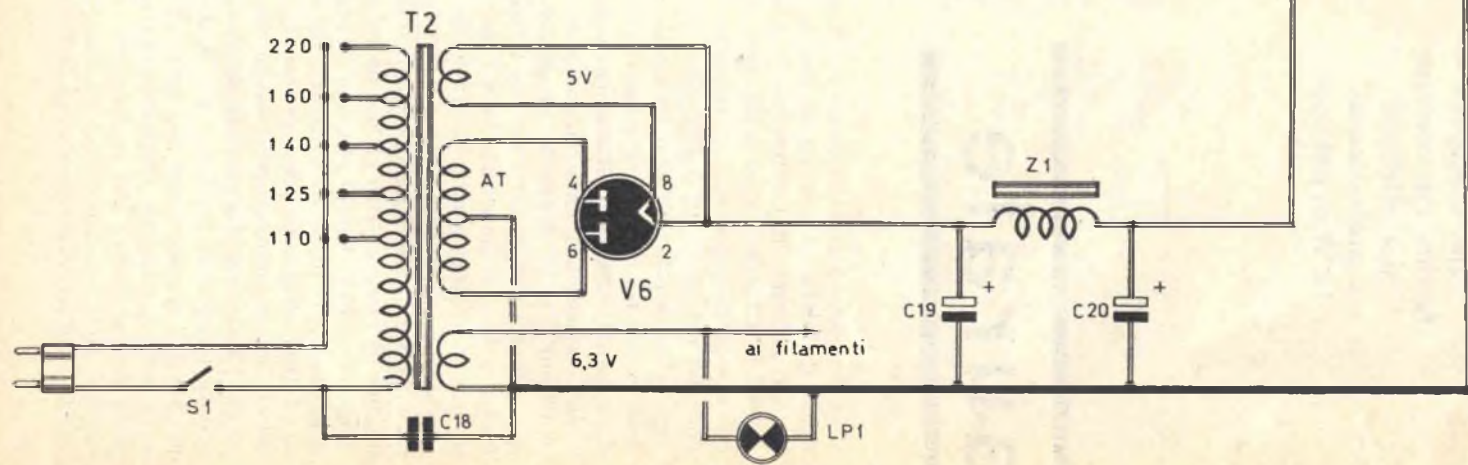 T2
220
160
140
125
110
5V
AT
4
8
6
2
V6
Z1
C19
+
C20
+
6,3 V
ai filamenti
S1
C18
LP1